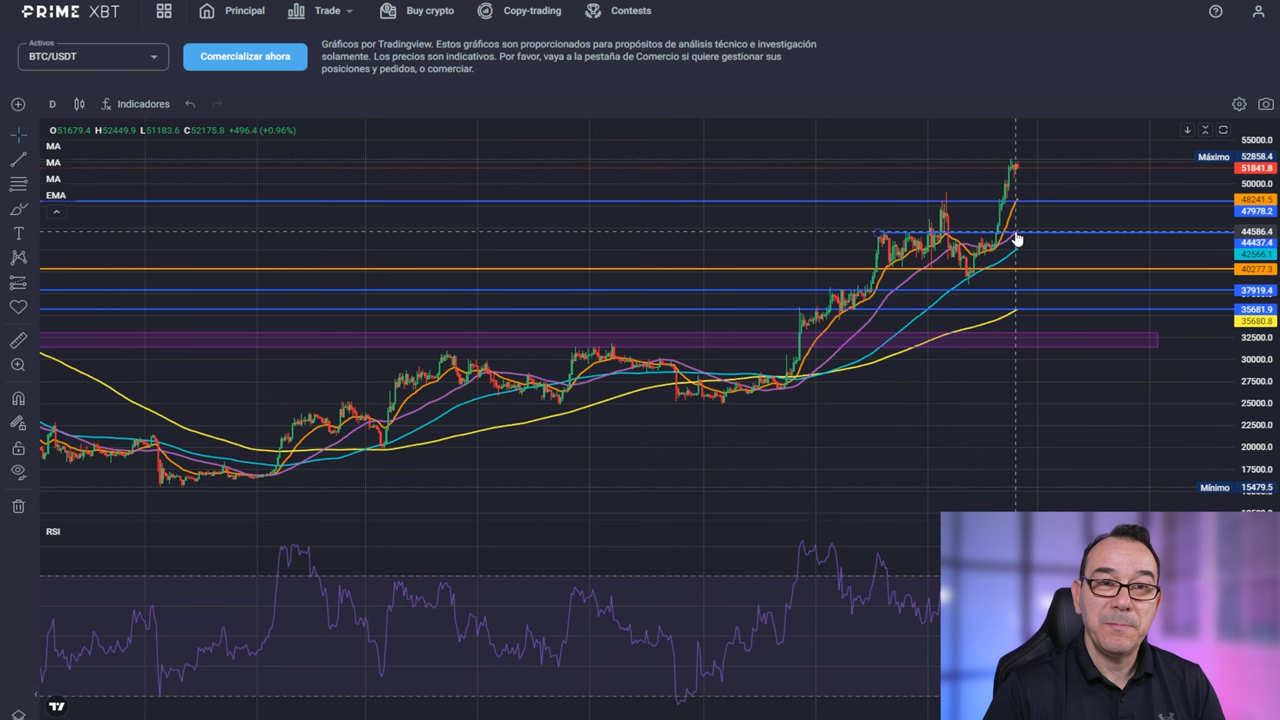 PRIME XBT
Principal
Trade
Buy crypto
Copy-trading
Contests
Activos
BTC/USDT
Comercializar ahora
Gráficos por Tradingview. Estos gráficos son proporcionados para propósitos de análisis técnico e investigación
solamente. Los precios son indicativos. Por favor, vaya a la pestaña de Comercio si quiere gestionar sus
posiciones y pedidos, o comerciar.
D
Indicadores
O51679.4 H52449.9 L51183.6 C52175.8 +496.4 (+0.96%)
MA
MA
MA
EMA
55000.0
Máximo 52858.4
51841.8
50000.0
48241.5
47978.2
44586.4
44437.4
42566.1
40277.3
37919.4
35681.9
35680.8
32500.0
30000.0
27500.0
25000.0
22500.0
20000.0
17500.0
Mínimo 15479.5
RSI